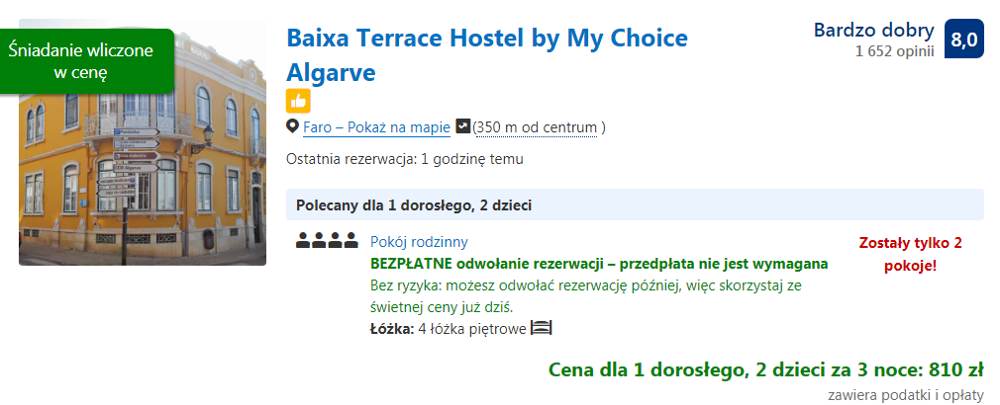 Śniadanie wliczone
w cenę
Baixa Terrace Hostel by My Choice
Algarve
Bardzo dobry
1 652 opinii
8,0
Faro – Pokaż na mapie (350 m od centrum )
Ostatnia rezerwacja: 1 godzinę temu
Polecany dla 1 dorosłego, 2 dzieci
Pokój rodzinny
BEZPŁATNE odwołanie rezerwacji – przedpłata nie jest wymagana
Bez ryzyka: możesz odwołać rezerwację później, więc skorzystaj ze
świetnej ceny już dziś.
Łóżka: 4 łóżka piętrowe
Zostały tylko 2
pokoje!
Cena dla 1 dorosłego, 2 dzieci za 3 noce: 810 zł
zawiera podatki i opłaty